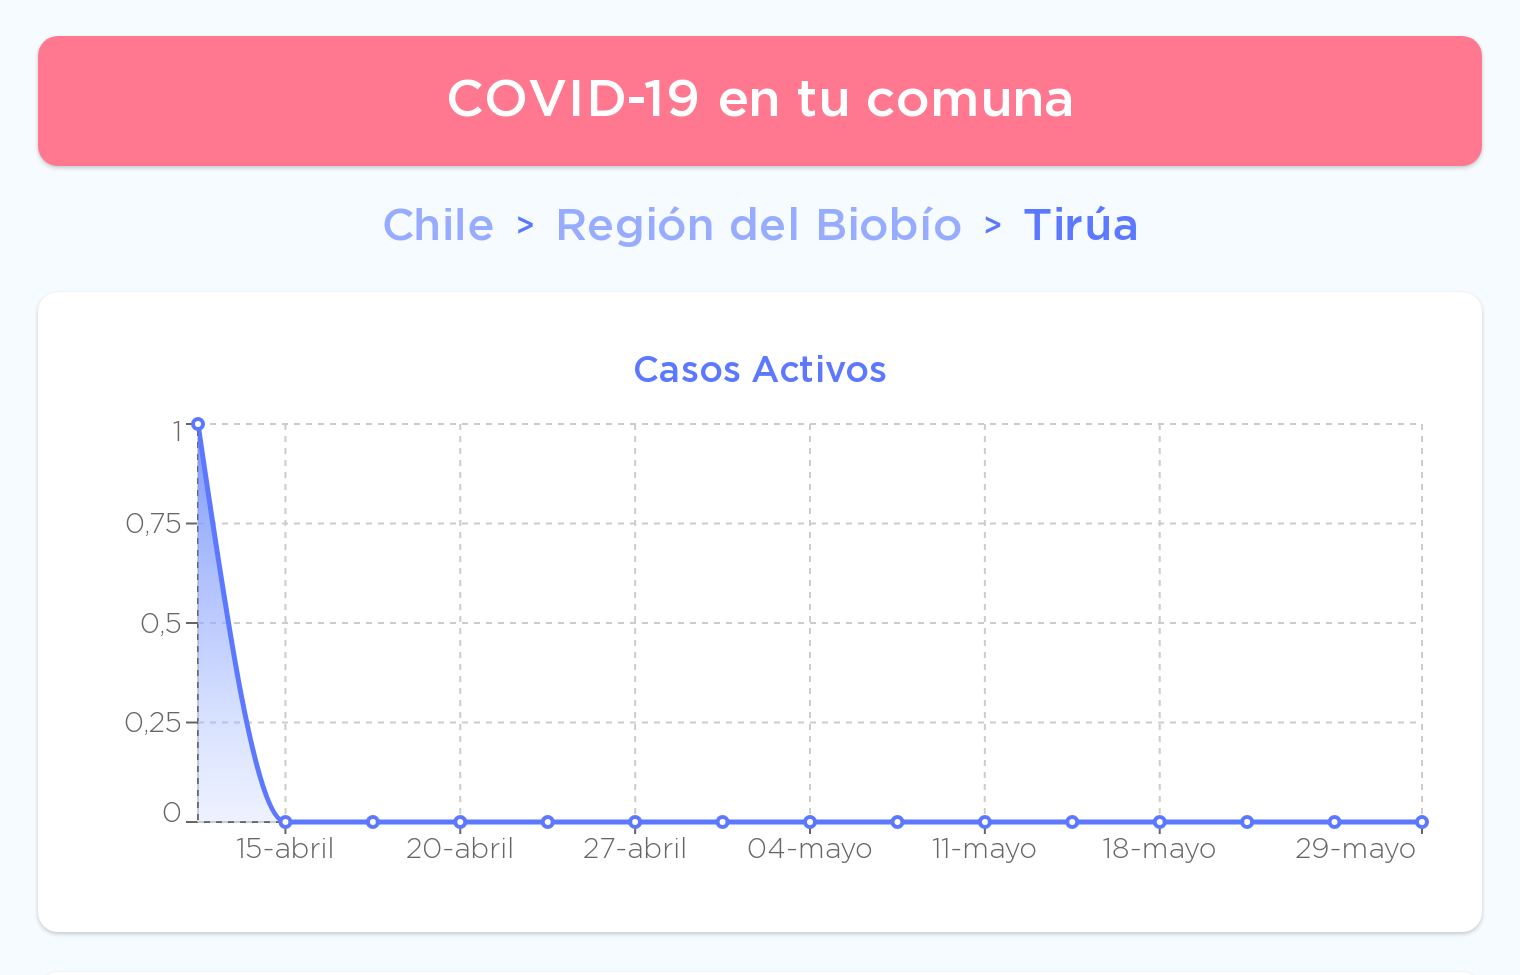 COVID-19 en tu comuna
Chile > Región del Biobío > Tirúa
Casos Activos
1
0,75
0,5
0,25
0
15-abril 20-abril 27-abril 04-mayo 11-mayo 18-mayo 29-mayo